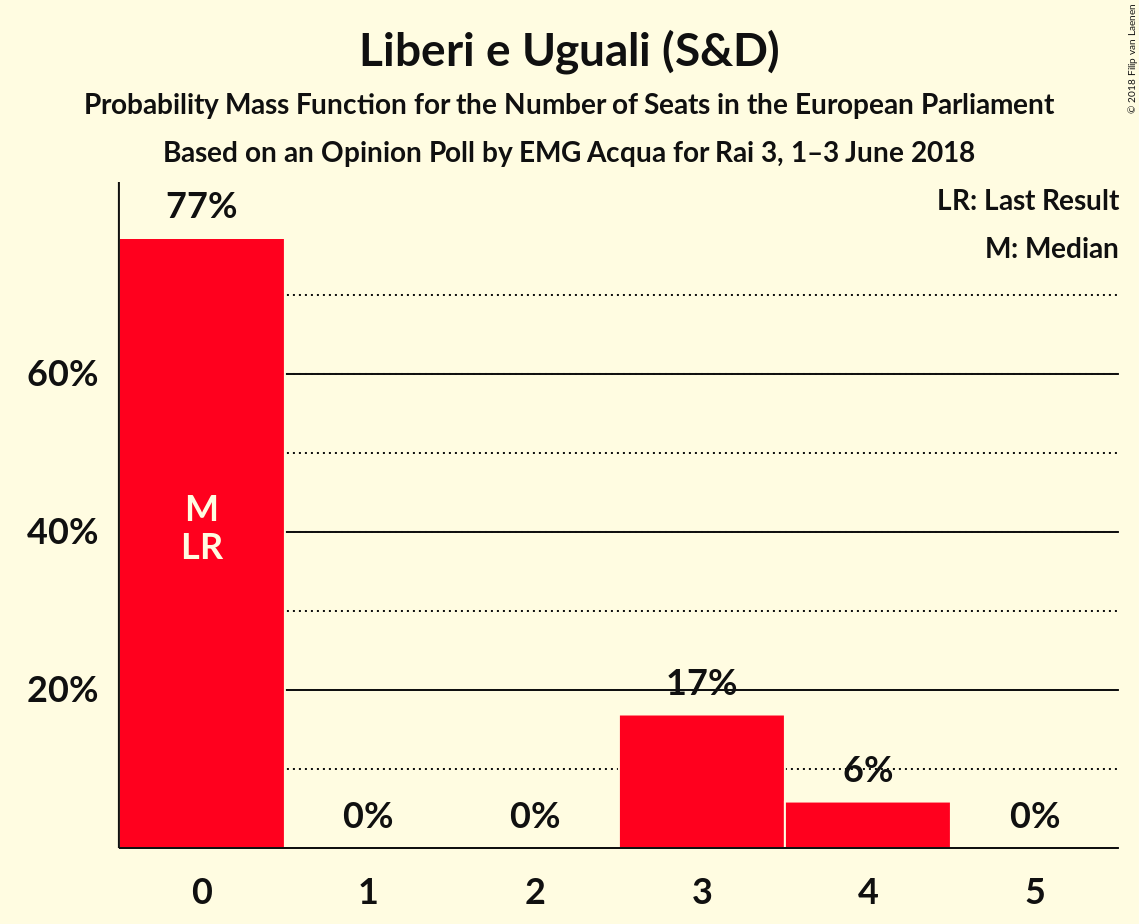 Liberi e Uguali (S&D)
Probability Mass Function for the Number of Seats in the European Parliament
Based on an Opinion Poll by EMG Acqua for Rai 3, 1–3 June 2018
© 2018 Filip van Laenen
LR: Last Result
M: Median
77%
60%
40%
20%
M
LR
0%
0%
17%
6%
0%
0
1
2
3
4
5